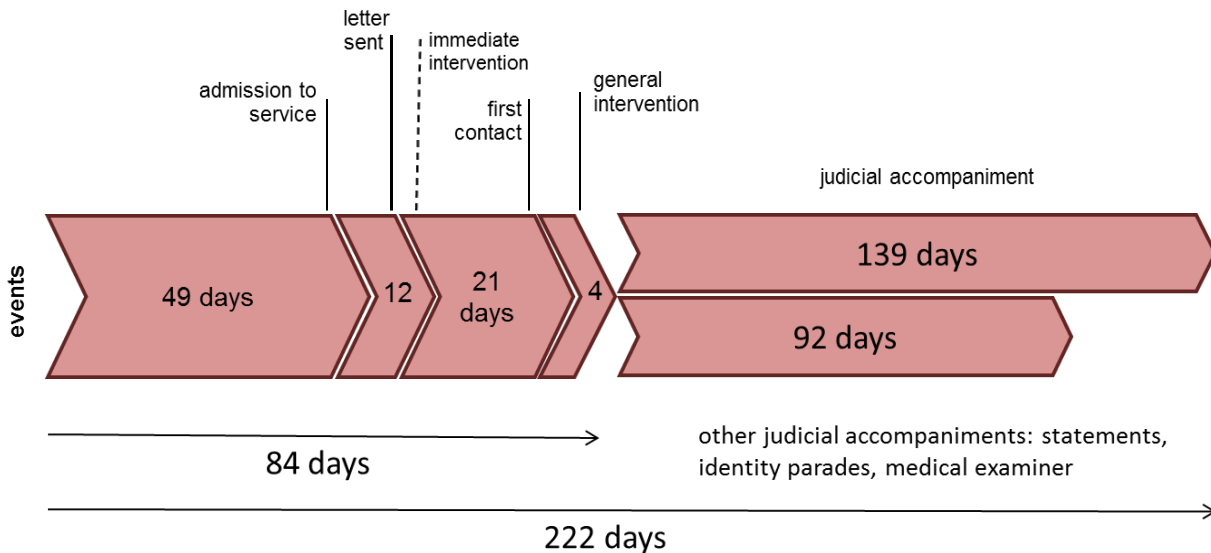 letter
sent
immediate
intervention
admission to
service
first
contact
general
intervention
judicial accompaniment
events
49 days
12
21
days
4
139 days
92 days
84 days
other judicial accompaniments: statements,
identity parades, medical examiner
222 days